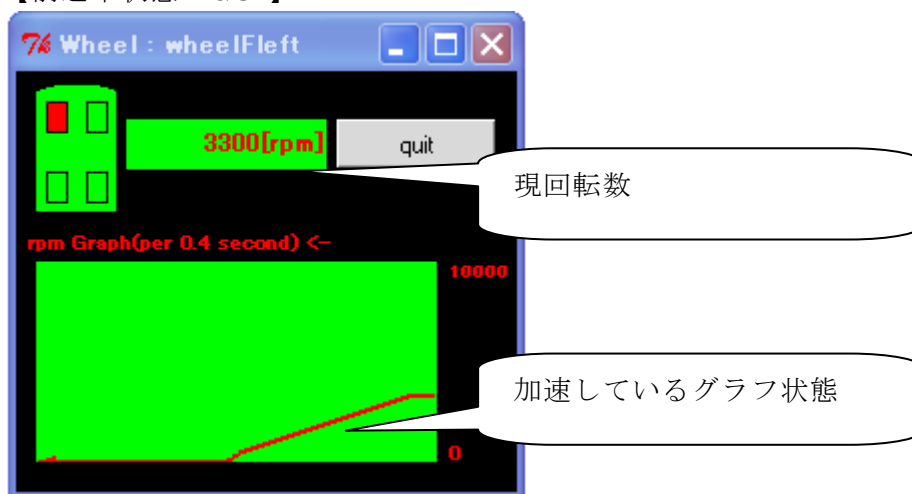 Wheel : wheelFleft
3300[rpm]
quit
現回転数
rpm Graph(per 0.4 second) <-
10000
加速しているグラフ状態
0